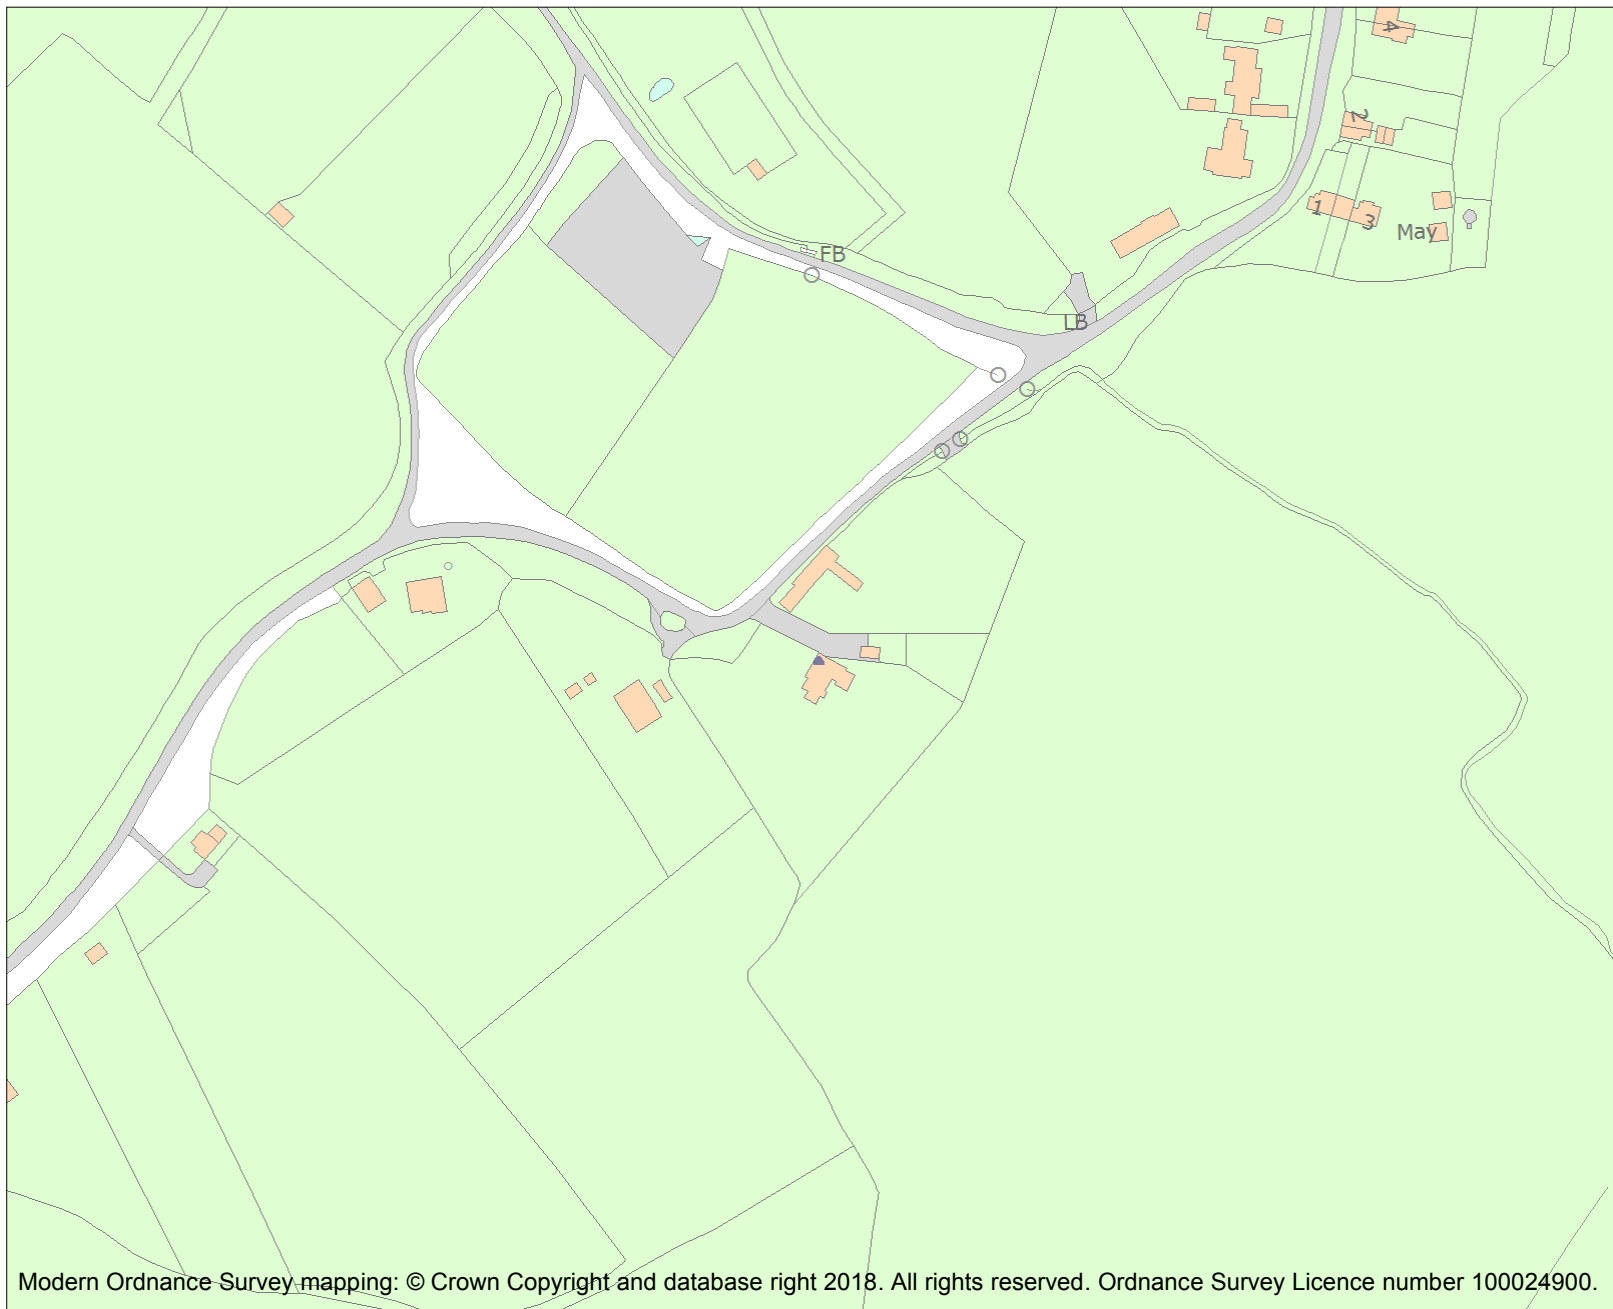 4
2
1
3
May
FB
LB
Modern Ordnance Survey mapping: © Crown Copyright and database right 2018. All rights reserved. Ordnance Survey Licence number 100024900.